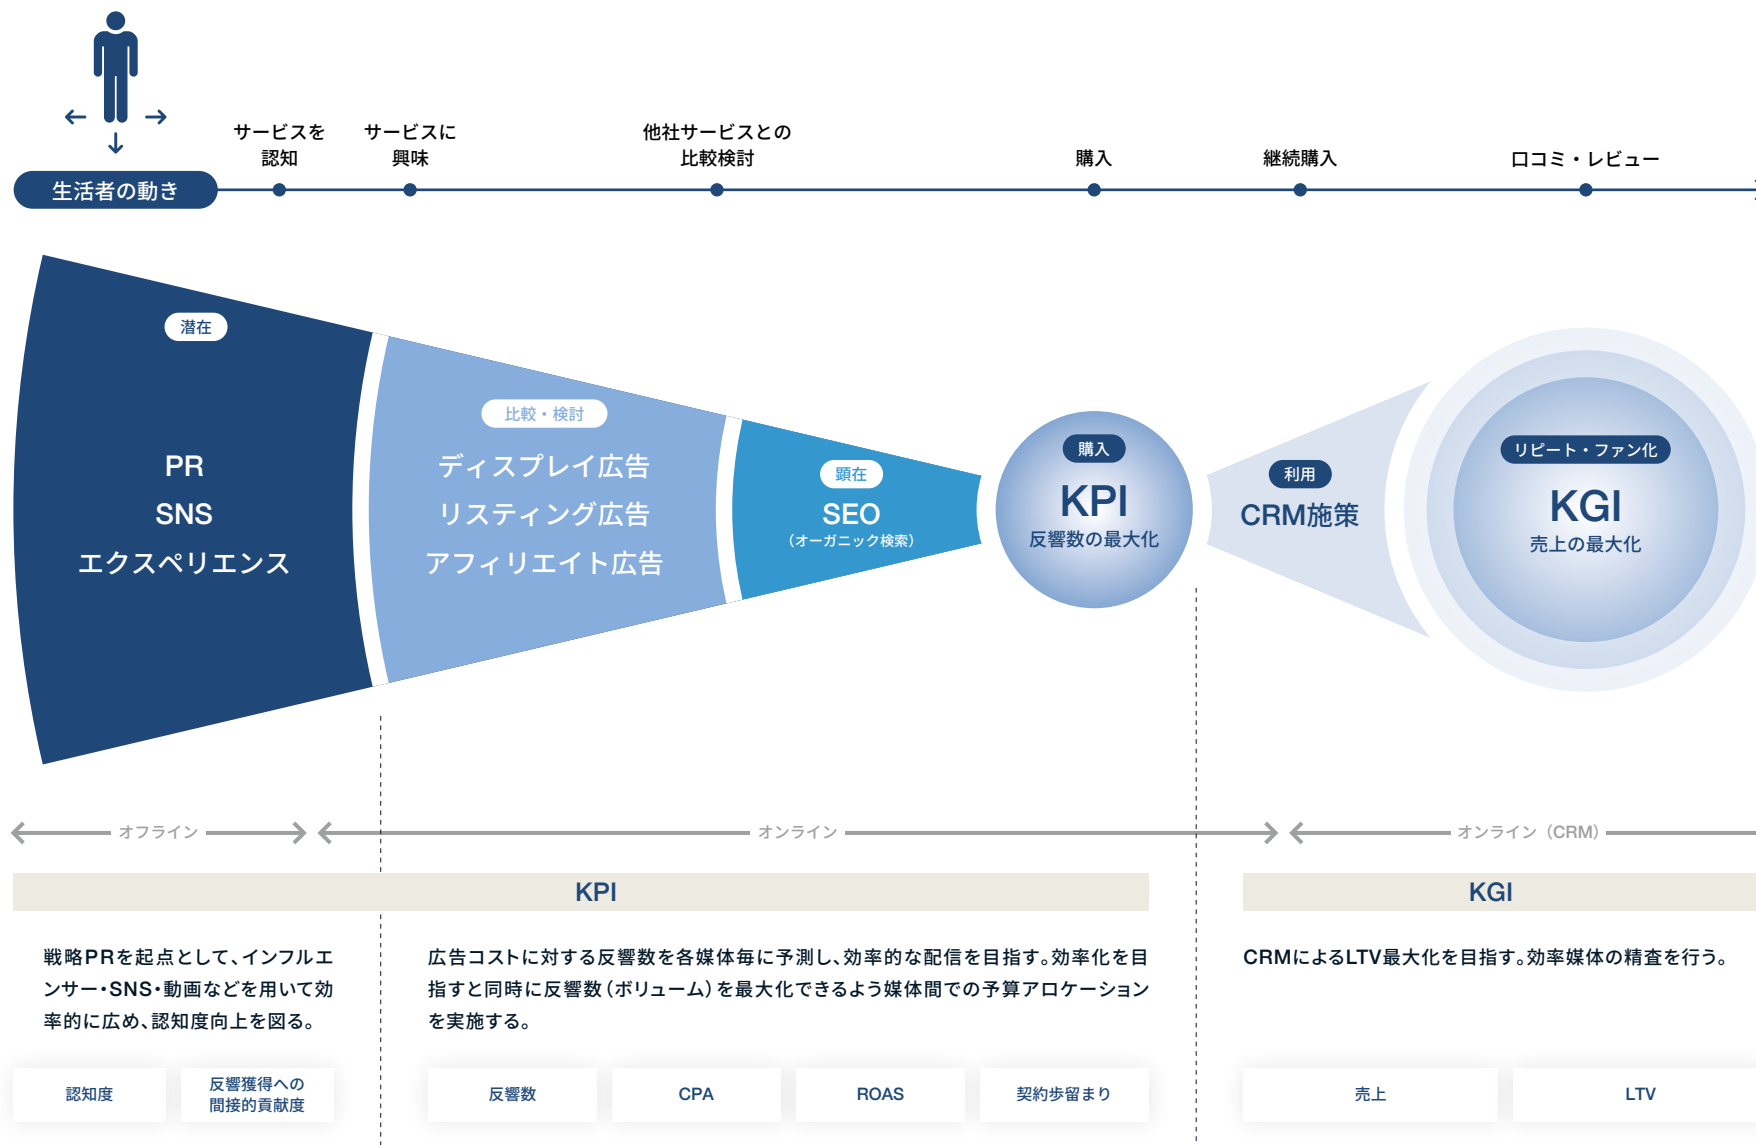 サービスを
認知
サービスに
興味
他社サービスとの
比較検討
購入
継続購入
口コミ・レビュー
生活者の動き
潜在
PR
SNS
エクスペリエンス
比較・検討
ディスプレイ広告
リスティング広告
アフィリエイト広告
顕在
SEO
（オーガニック検索）
購入
KPI
反響数の最大化
利用
CRM施策
リピート・ファン化
KGI
売上の最大化
オフライン
オンライン
オンライン（CRM）
KPI
KGI
戦略PRを起点として、インフルエ
ンサー・SNS・動画などを用いて効
率的に広め、認知度向上を図る。
広告コストに対する反響数を各媒体毎に予測し、効率的な配信を目指す。効率化を目
指すと同時に反響数（ボリューム）を最大化できるよう媒体間での予算アロケーション
を実施する。
CRMによるLTV最大化を目指す。効率媒体の精査を行う。
認知度
反響獲得への
間接的貢献度
反響数
CPA
ROAS
契約歩留まり
売上
LTV